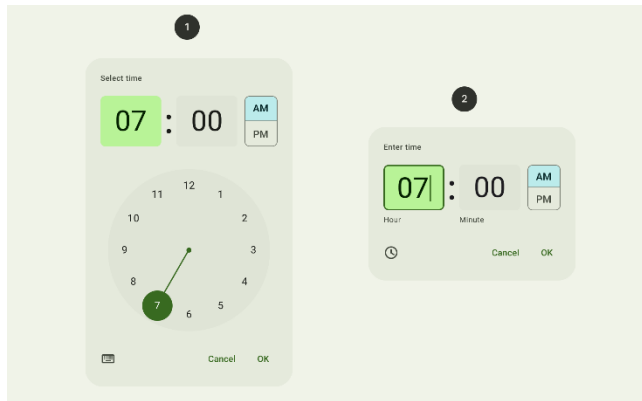 1
Select time
07 : 00
AM
PM
12
11 1
10 2
9 3
8 4
7 5
6
Cancel OK
2
Enter time
07 : 00
AM
PM
Hour Minute
Cancel OK